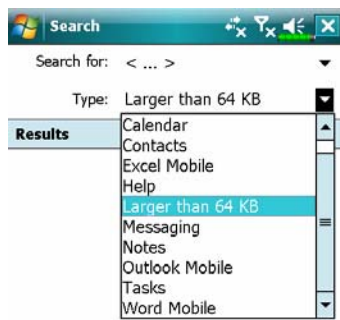 Search
Search for: < ... >
Type: Larger than 64 KB
Results
Calendar
Contacts
Excel Mobile
Help
Larger than 64 KB
Messaging
Notes
Outlook Mobile
Tasks
Word Mobile